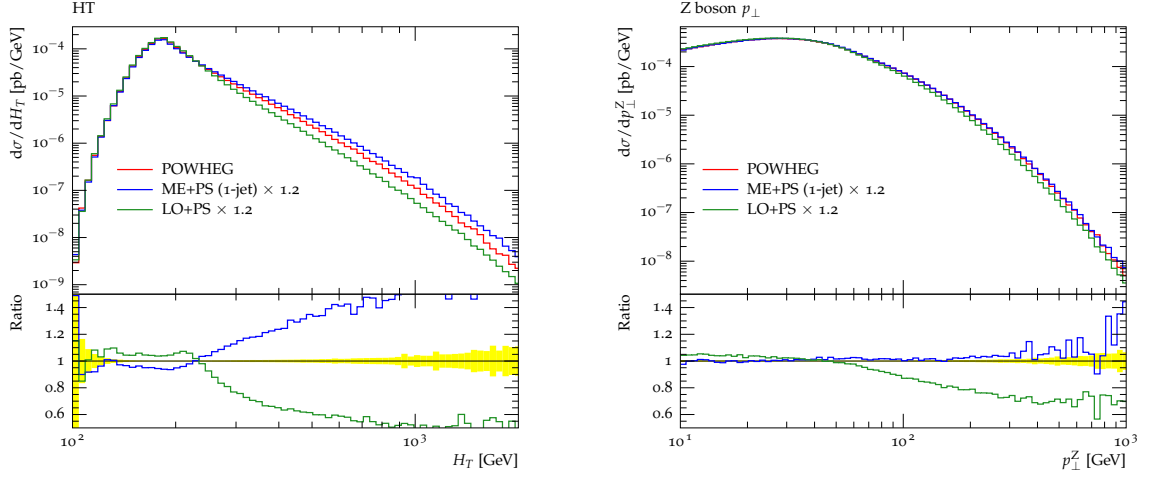 HT
dσ/dH_T [pb/GeV]
10⁻⁴
10⁻⁵
10⁻⁶
10⁻⁷
10⁻⁸
10⁻⁹
POWHEG
ME+PS (1-jet) × 1.2
LO+PS × 1.2
Ratio
1.4
1.2
1
0.8
0.6
10² 10³
H_T [GeV]
Z boson p_⊥
dσ/dp_⊥^Z [pb/GeV]
10⁻⁴
10⁻⁵
10⁻⁶
10⁻⁷
10⁻⁸
POWHEG
ME+PS (1-jet) × 1.2
LO+PS × 1.2
Ratio
1.4
1.2
1
0.8
0.6
10¹ 10² 10³
p_⊥^Z [GeV]